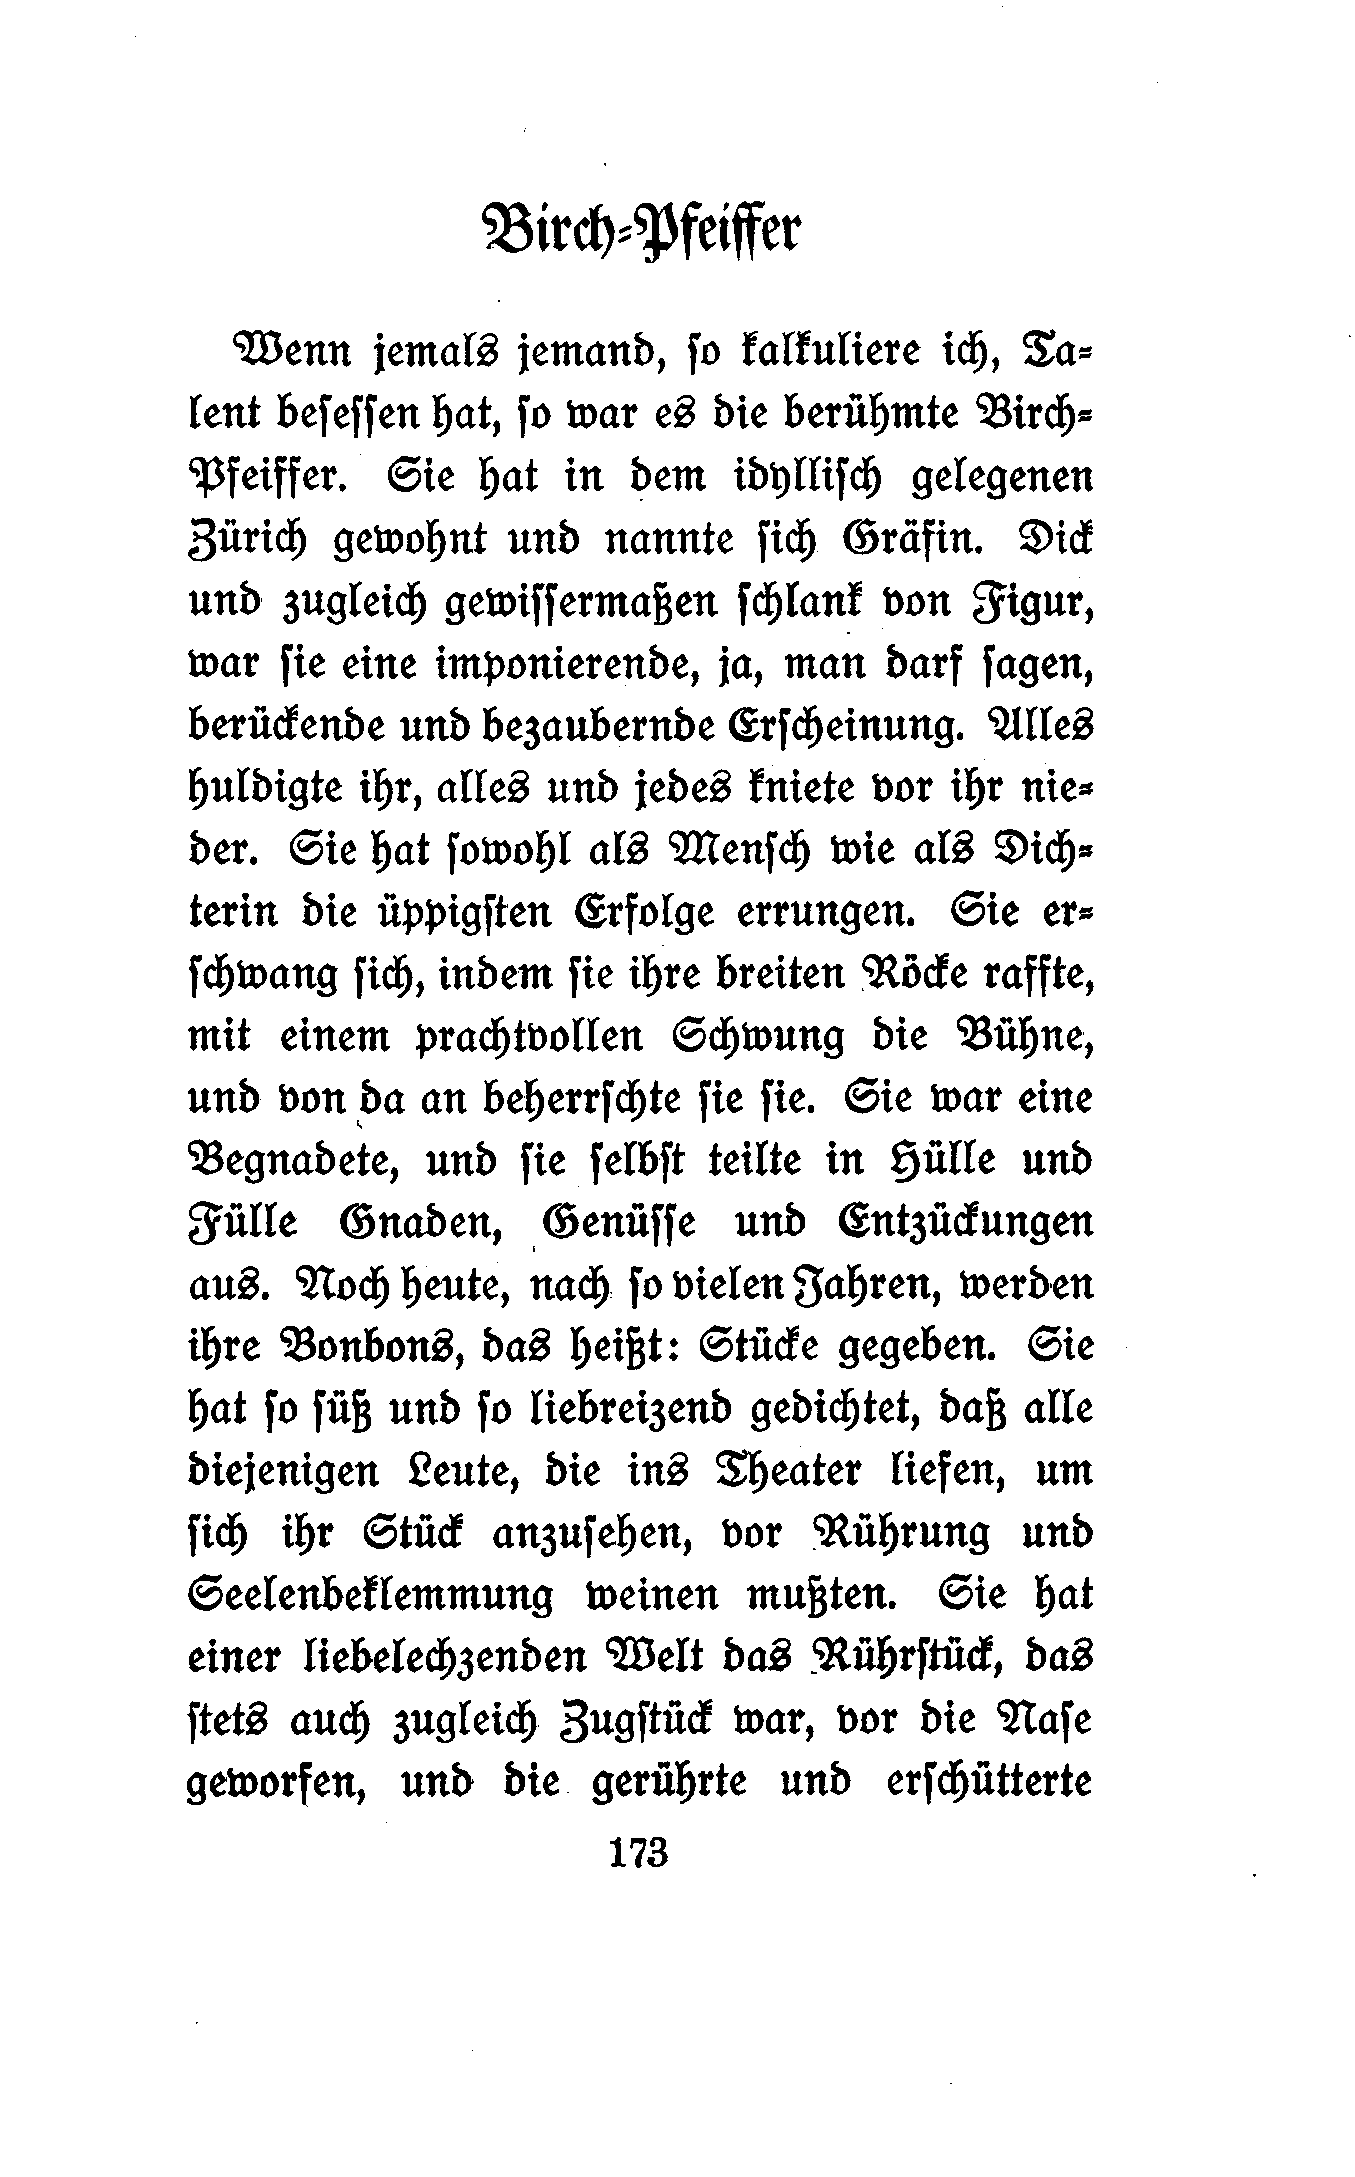 Birch-Pfeiffer
Wenn jemals jemand, so kalkuliere ich, Ta-
lent besessen hat, so war es die berühmte Birch-
Pfeiffer. Sie hat in dem idyllisch gelegenen
Zürich gewohnt und nannte sich Gräfin. Dick
und zugleich gewissermaßen schlank von Figur,
war sie eine imponierende, ja, man darf sagen,
berückende und bezaubernde Erscheinung. Alles
huldigte ihr, alles und jedes kniete vor ihr nie-
der. Sie hat sowohl als Mensch wie als Dich-
terin die üppigsten Erfolge errungen. Sie er-
schwang sich, indem sie ihre breiten Röcke raffte,
mit einem prachtvollen Schwung die Bühne,
und von da an beherrschte sie sie. Sie war eine
Begnadete, und sie selbst teilte in Hülle und
Fülle Gnaden, Genüsse und Entzückungen
aus. Noch heute, nach so vielen Jahren, werden
ihre Bonbons, das heißt: Stücke gegeben. Sie
hat so süß und so liebreizend gedichtet, daß alle
diejenigen Leute, die ins Theater liefen, um
sich ihr Stück anzusehen, vor Rührung und
Seelenbeklemmung weinen mußten. Sie hat
einer liebelechzenden Welt das Rührstück, das
stets auch zugleich Zugstück war, vor die Nase
geworfen, und die gerührte und erschütterte
173